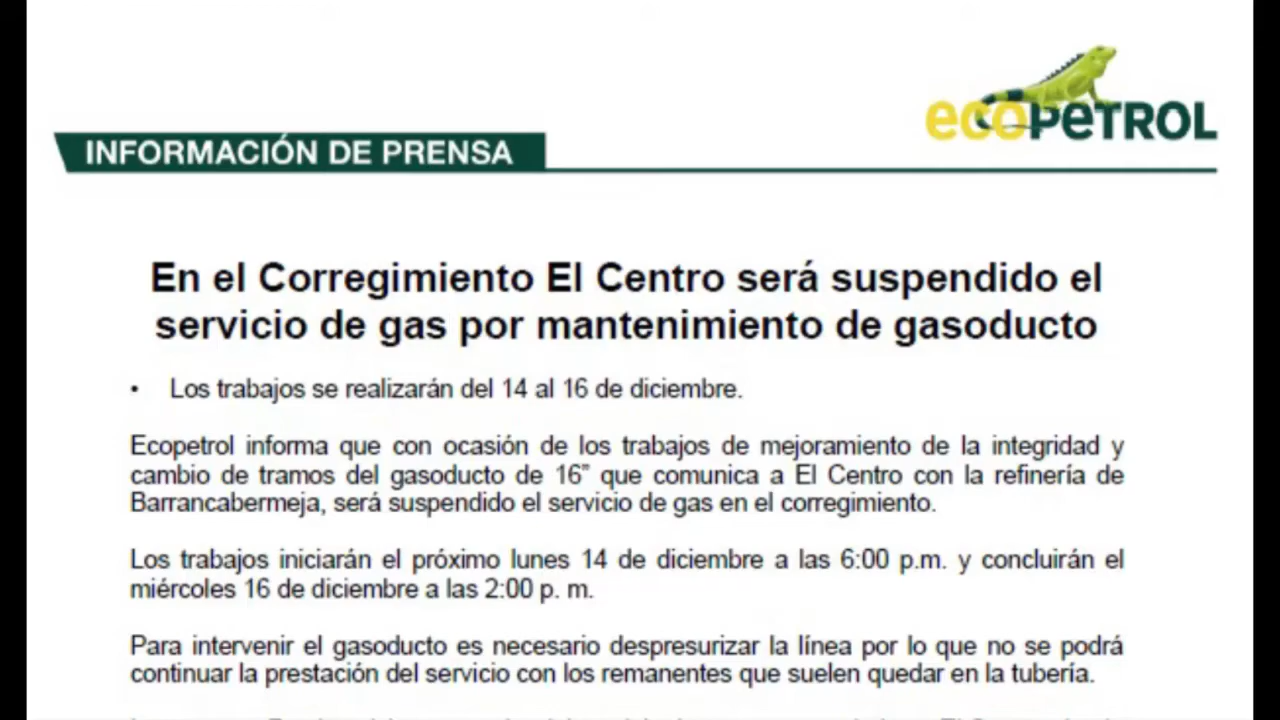 ecoPETROL
INFORMACIÓN DE PRENSA
En el Corregimiento El Centro será suspendido el
servicio de gas por mantenimiento de gasoducto
• Los trabajos se realizarán del 14 al 16 de diciembre.
Ecopetrol informa que con ocasión de los trabajos de mejoramiento de la integridad y
cambio de tramos del gasoducto de 16” que comunica a El Centro con la refinería de
Barrancabermeja, será suspendido el servicio de gas en el corregimiento.
Los trabajos iniciarán el próximo lunes 14 de diciembre a las 6:00 p.m. y concluirán el
miércoles 16 de diciembre a las 2:00 p. m.
Para intervenir el gasoducto es necesario despresurizar la línea por lo que no se podrá
continuar la prestación del servicio con los remanentes que suelen quedar en la tubería.